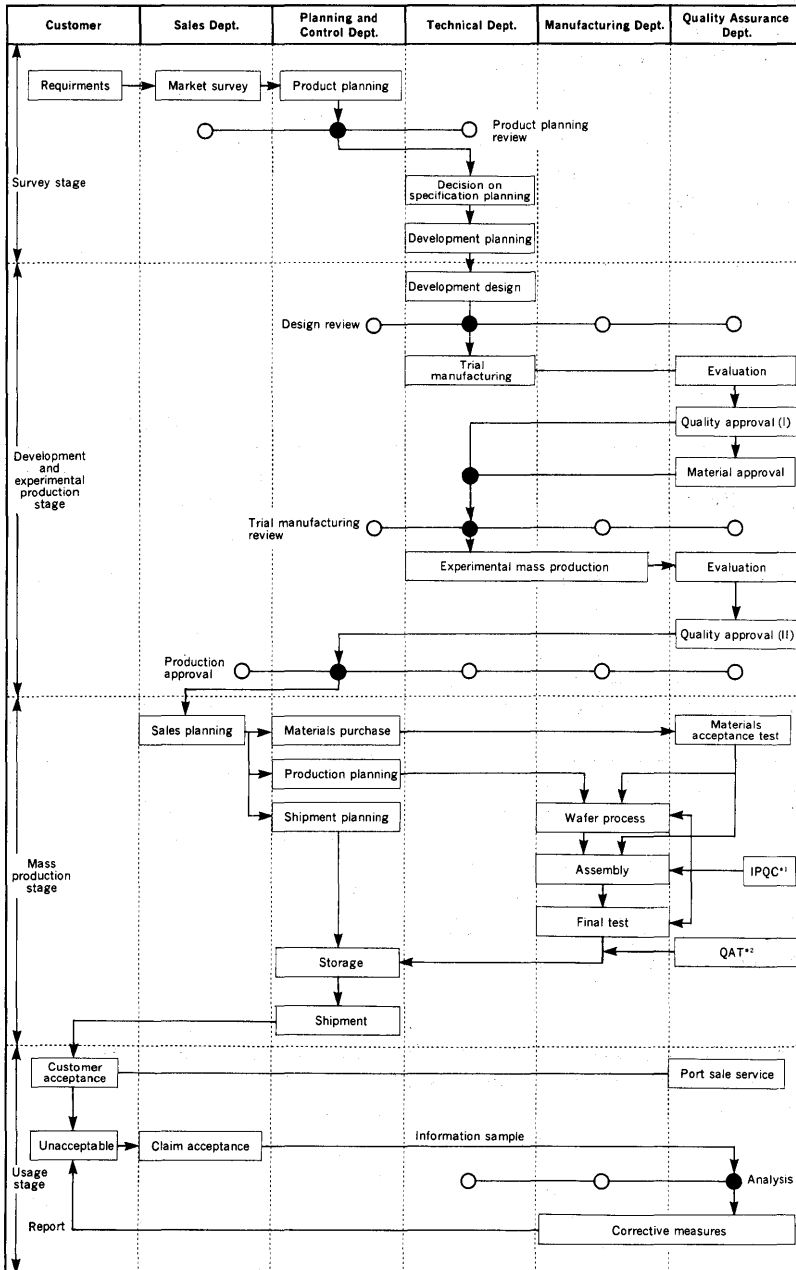 Customer
Sales Dept.
Planning and
Control Dept.
Technical Dept.
Manufacturing Dept.
Quality Assurance
Dept.
Survey stage
Requirments
Market survey
Product planning
Product planning
review
Decision on
specification planning
Development planning
Development
and
experimental
production
stage
Development design
Design review
Trial
manufacturing
Evaluation
Quality approval (I)
Material approval
Trial manufacturing
review
Experimental mass production
Evaluation
Quality approval (II)
Production
approval
Mass
production
stage
Sales planning
Materials purchase
Materials
acceptance test
Production planning
Shipment planning
Wafer process
Assembly
IPQC*1
Final test
QAT*2
Storage
Shipment
Usage
stage
Customer
acceptance
Port sale service
Unacceptable
Claim acceptance
Information sample
Analysis
Report
Corrective measures